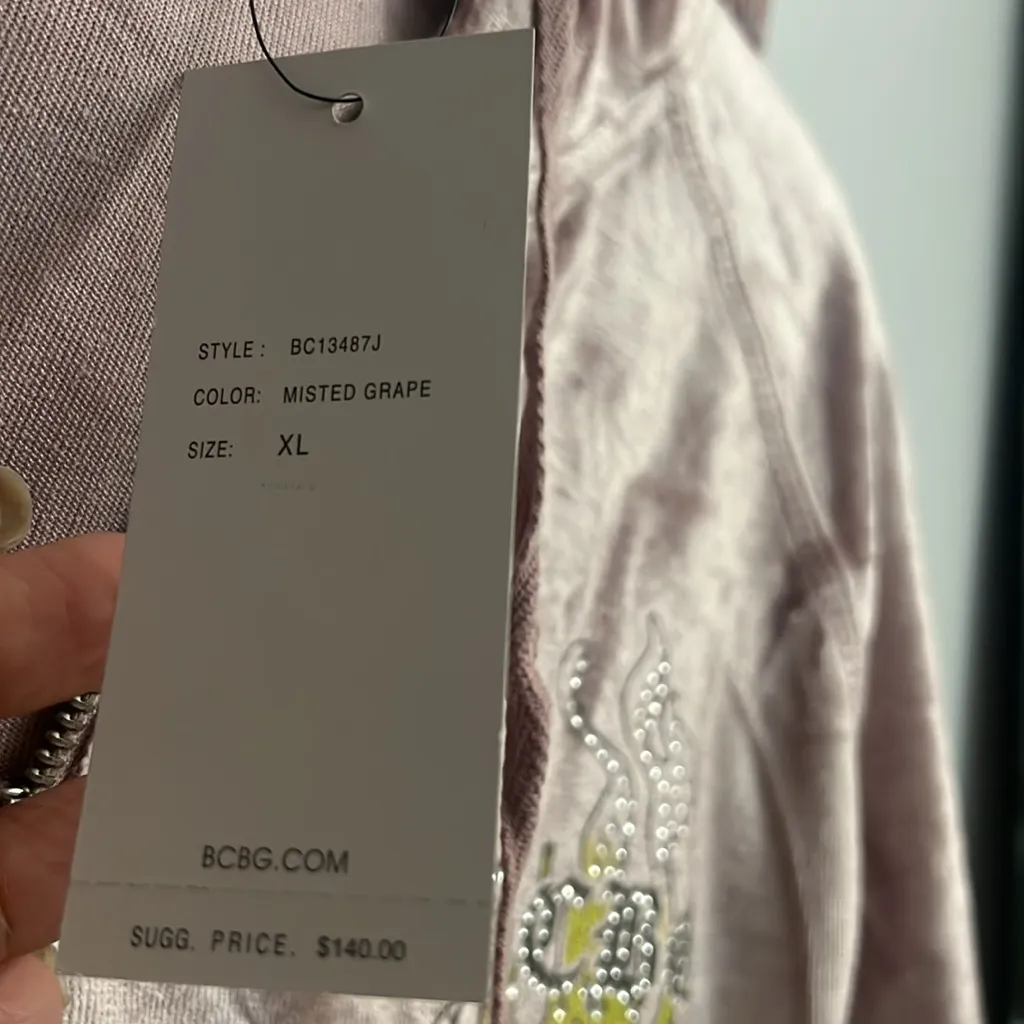 STYLE : BC13487J
COLOR: MISTED GRAPE
SIZE: XL
BCBG.COM
SUGG. PRICE. $140.00